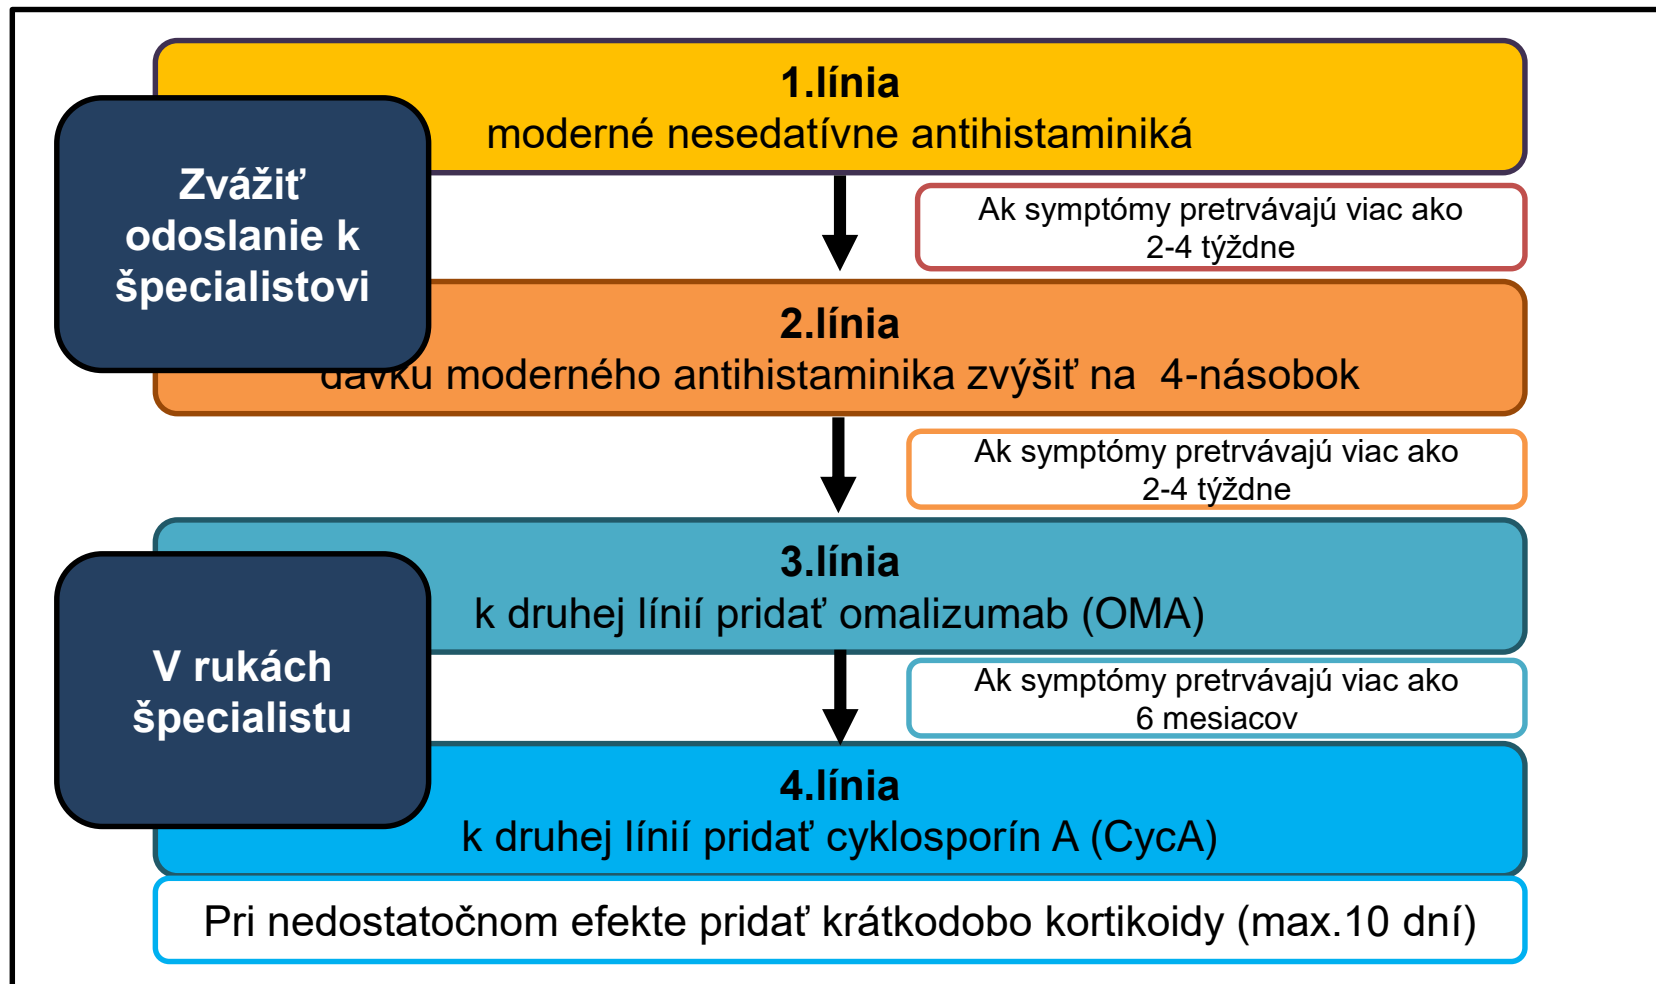 1.línia
moderné nesedatívne antihistaminiká
Zvážiť
odoslanie k
špecialistovi
Ak symptómy pretrvávajú viac ako
2-4 týždne
2.línia
dávku moderného antihistaminika zvýšiť na  4-násobok
Ak symptómy pretrvávajú viac ako
2-4 týždne
3.línia
k druhej línií pridať omalizumab (OMA)
V rukách
špecialistu
Ak symptómy pretrvávajú viac ako
6 mesiacov
4.línia
k druhej línií pridať cyklosporín A (CycA)
Pri nedostatočnom efekte pridať krátkodobo kortikoidy (max.10 dní)